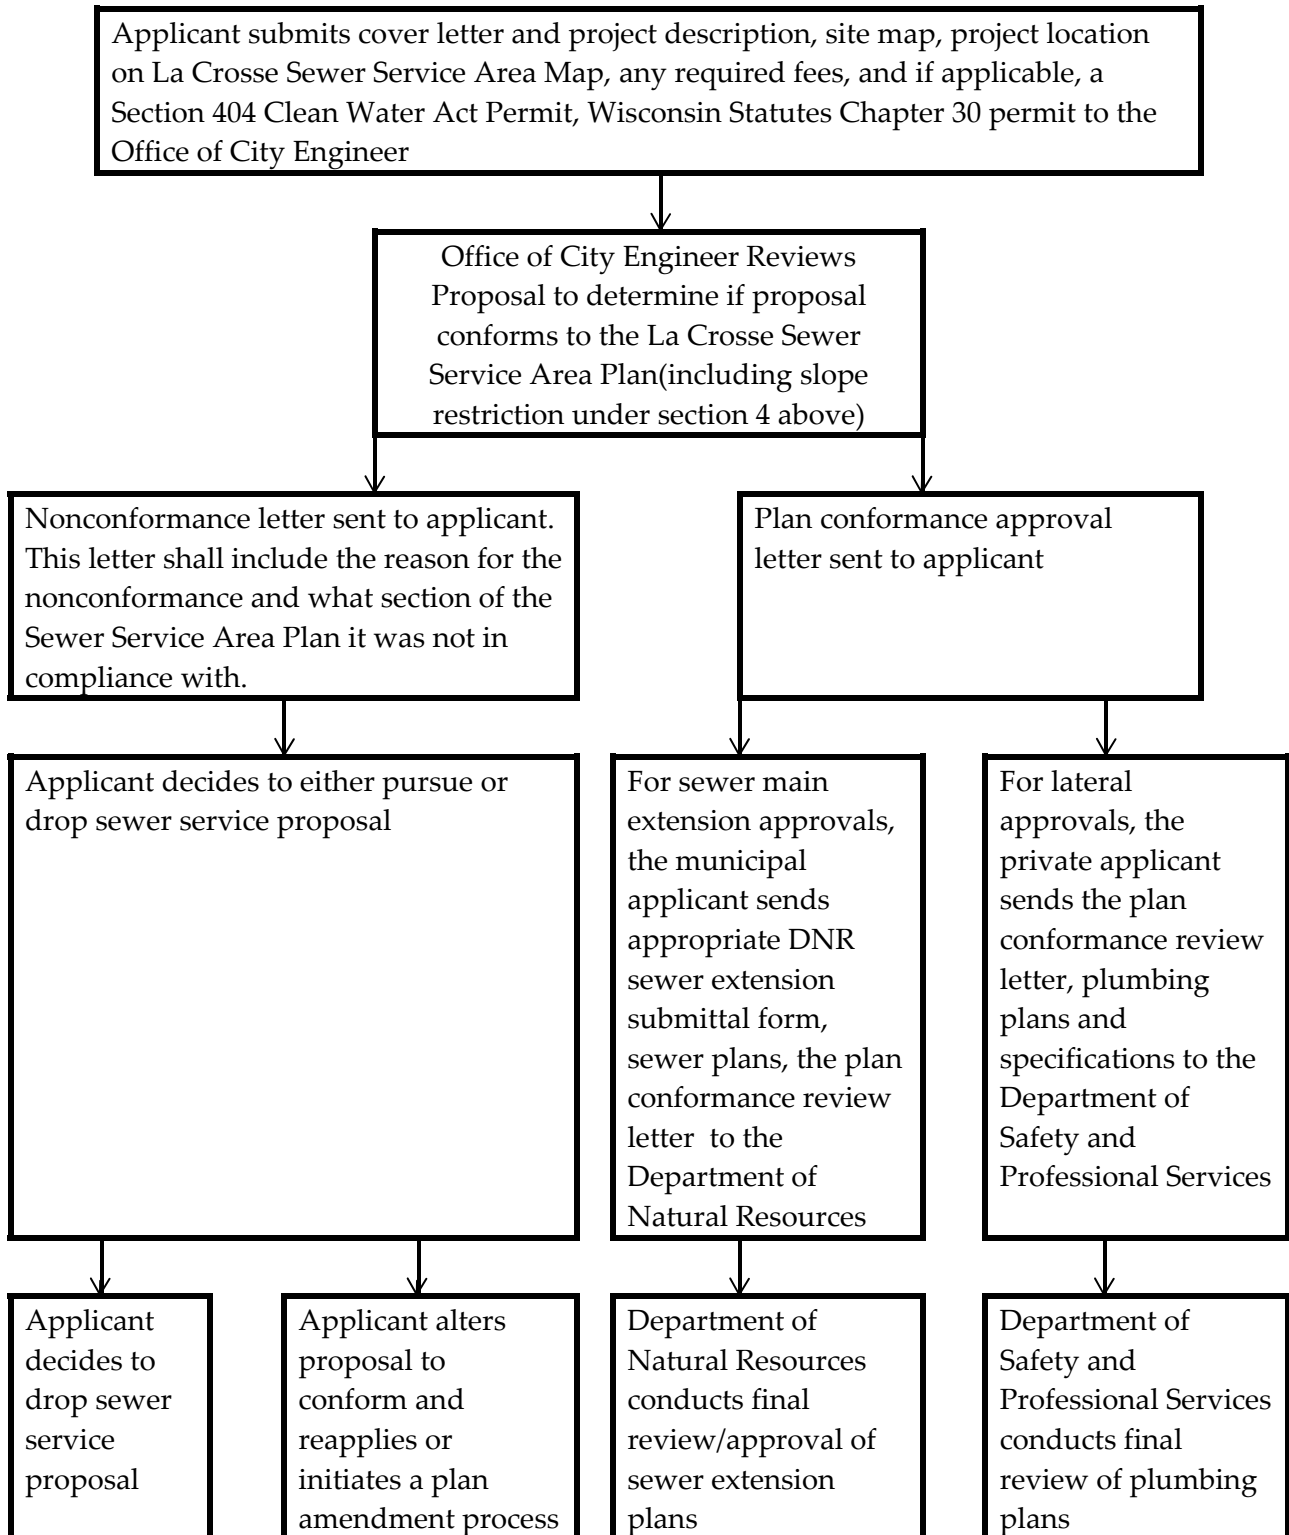 Applicant submits cover letter and project description, site map, project location
on La Crosse Sewer Service Area Map, any required fees, and if applicable, a
Section 404 Clean Water Act Permit, Wisconsin Statutes Chapter 30 permit to the
Office of City Engineer
Office of City Engineer Reviews
Proposal to determine if proposal
conforms to the La Crosse Sewer
Service Area Plan(including slope
restriction under section 4 above)
Nonconformance letter sent to applicant.
This letter shall include the reason for the
nonconformance and what section of the
Sewer Service Area Plan it was not in
compliance with.
Plan conformance approval
letter sent to applicant
Applicant decides to either pursue or
drop sewer service proposal
For sewer main
extension approvals,
the municipal
applicant sends
appropriate DNR
sewer extension
submittal form,
sewer plans, the plan
conformance review
letter to the
Department of
Natural Resources
For lateral
approvals, the
private applicant
sends the plan
conformance review
letter, plumbing
plans and
specifications to the
Department of
Safety and
Professional Services
Applicant
decides to
drop sewer
service
proposal
Applicant alters
proposal to
conform and
reapplies or
initiates a plan
amendment process
Department of
Natural Resources
conducts final
review/approval of
sewer extension
plans
Department of
Safety and
Professional Services
conducts final
review of plumbing
plans